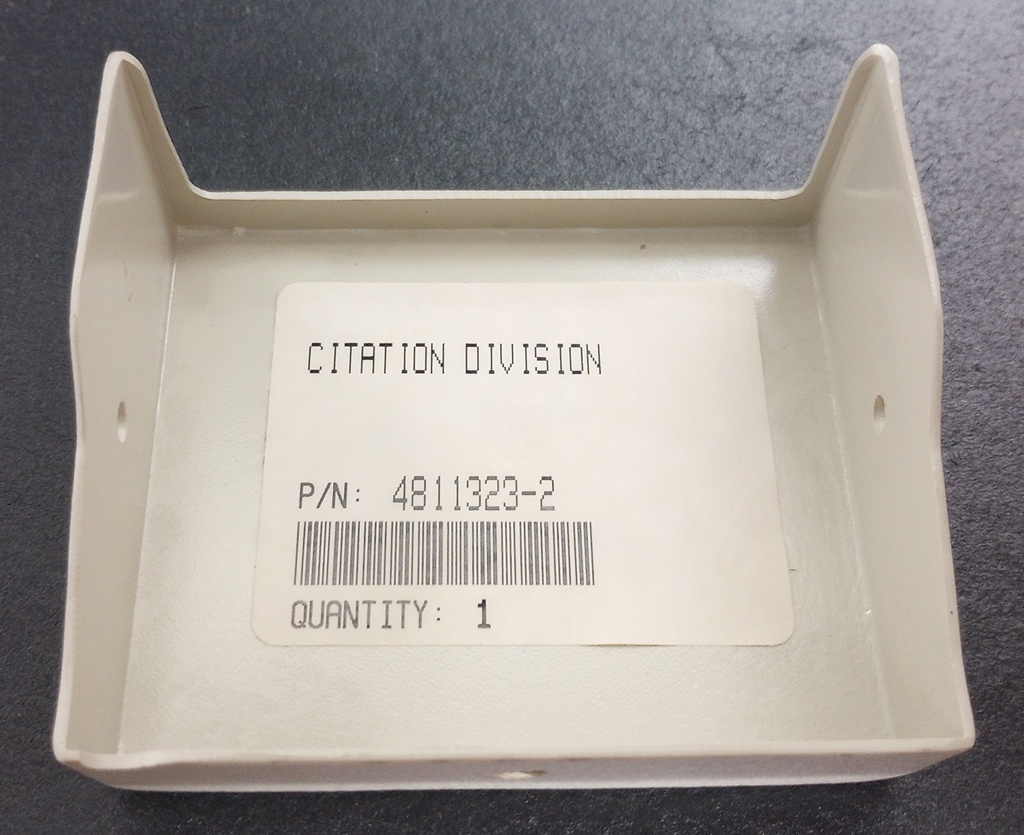 CITATION DIVISION
P/N: 4811323-2
QUANTITY: 1